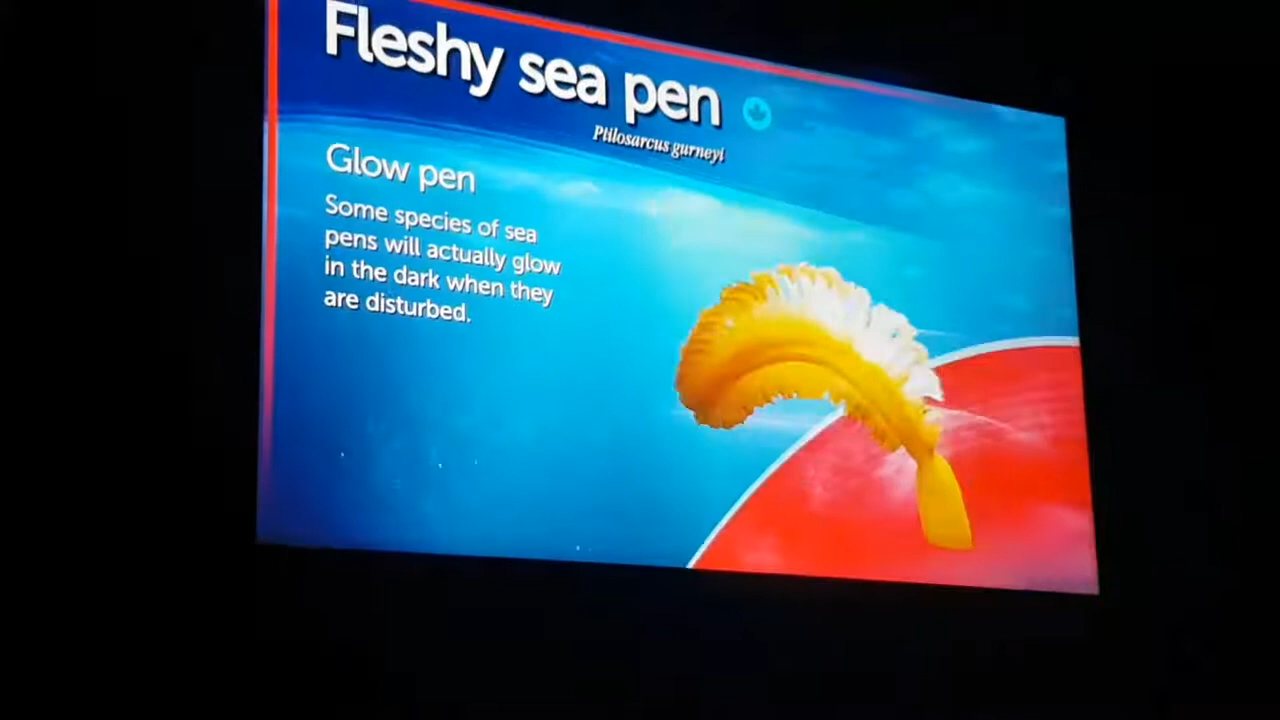 Fleshy sea pen
Ptilosarcus gurneyi
Glow pen
Some species of sea
pens will actually glow
in the dark when they
are disturbed.